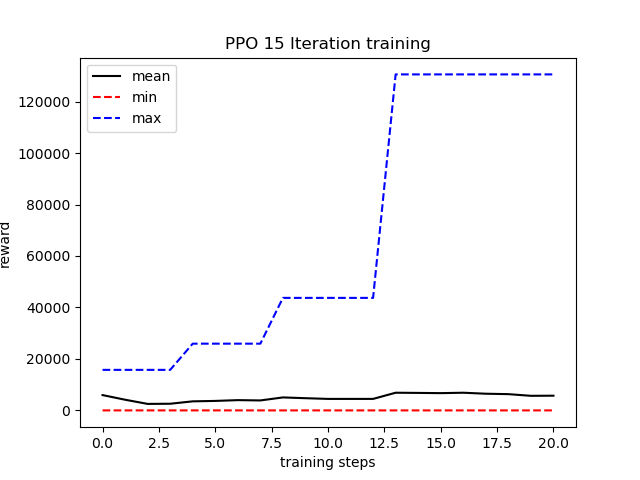 PPO 15 Iteration training
mean
min
max
120000
100000
80000
60000
40000
20000
0
reward
0.0 2.5 5.0 7.5 10.0 12.5 15.0 17.5 20.0
training steps